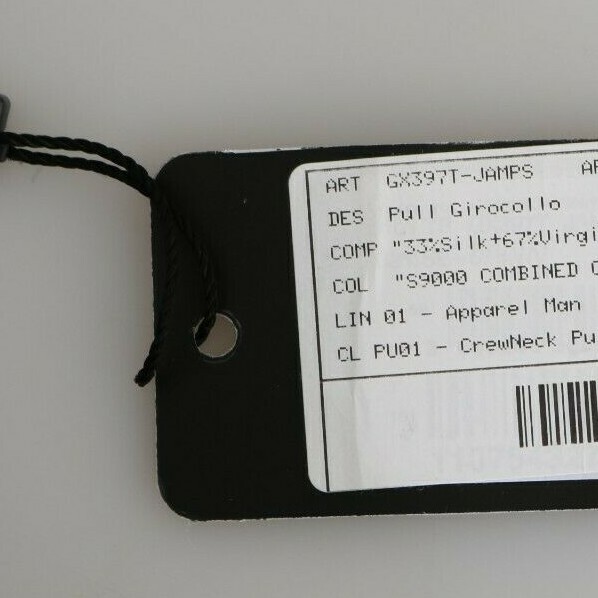 ART GX397T-JAMPS AR
DES Pull Girocollo
COMP "33%Silk+67%Virgi
COL "S9000 COMBINED C
LIN 01 - Apparel Man
CL PU01 - CrewNeck Pu